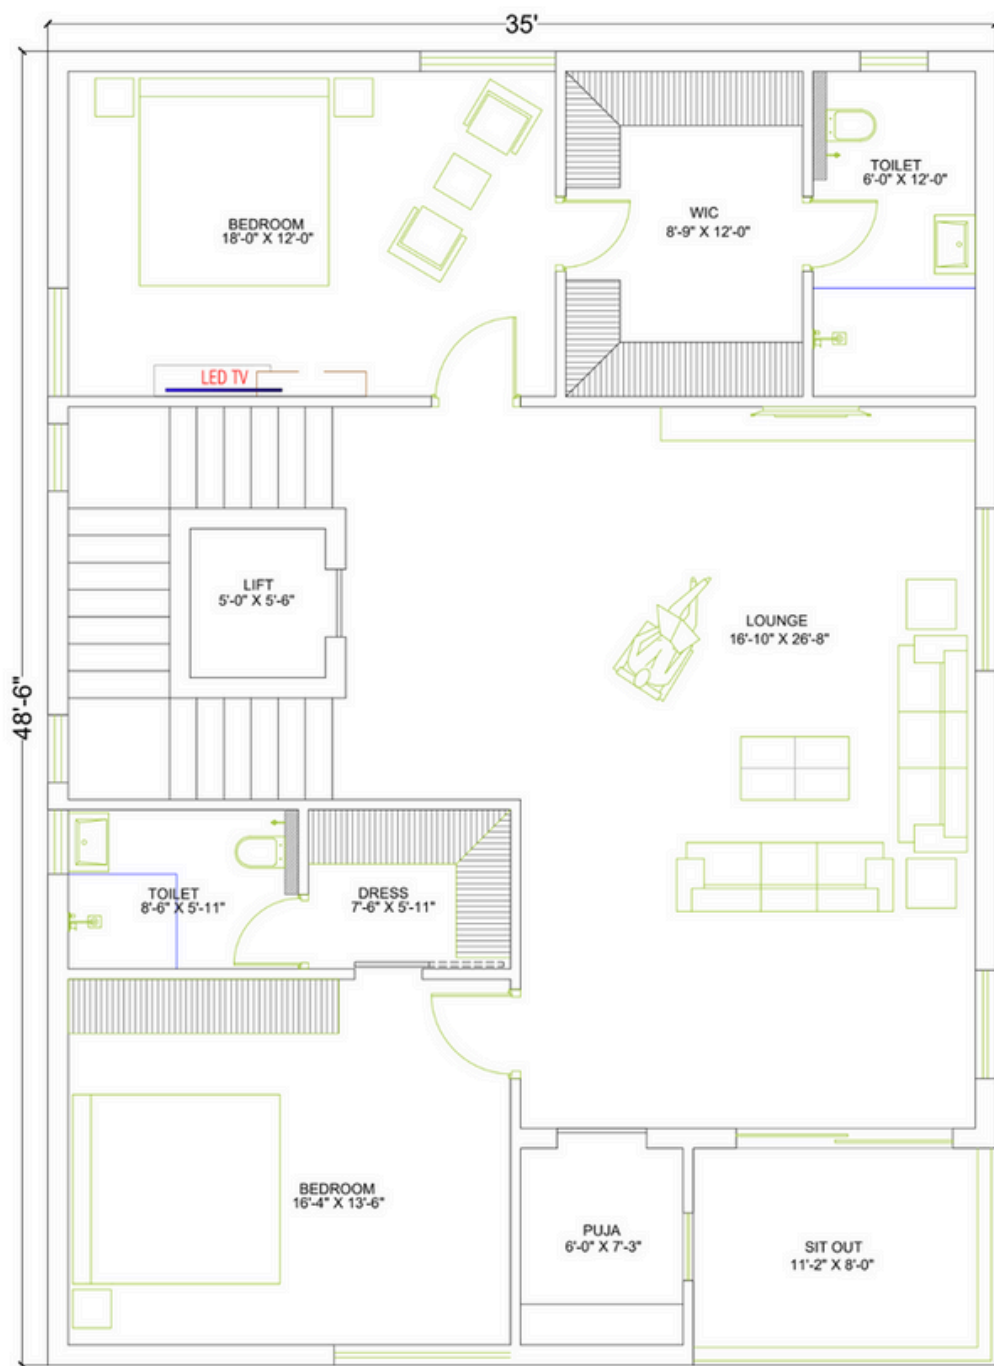 35'
48'-6"
BEDROOM
18'-0" X 12'-0"
WIC
8'-9" X 12'-0"
TOILET
6'-0" X 12'-0"
LED TV
LIFT
5'-0" X 5'-6"
LOUNGE
16'-10" X 26'-8"
TOILET
8'-6" X 5'-11"
DRESS
7'-6" X 5'-11"
BEDROOM
16'-4" X 13'-6"
PUJA
6'-0" X 7'-3"
SIT OUT
11'-2" X 8'-0"